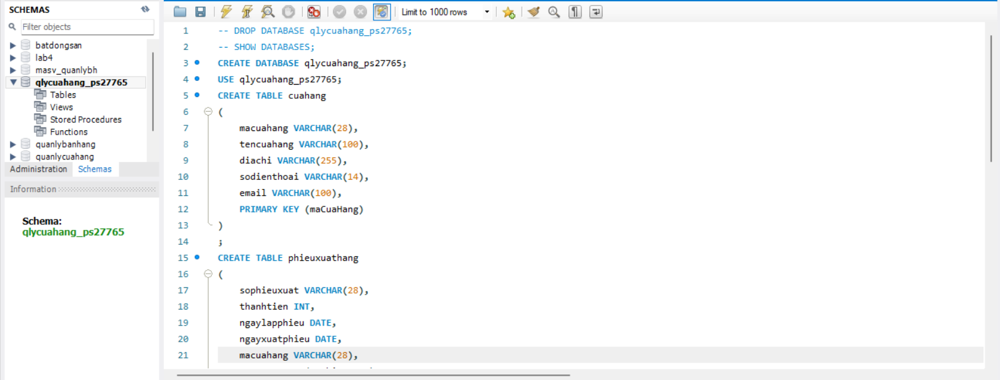 SCHEMAS
Filter objects
batdongsan
lab4
masv_quanlybh
qlycuahang_ps27765
Tables
Views
Stored Procedures
Functions
quanlybanhang
quanlycuahang
Administration Schemas
Information
Schema:
qlycuahang_ps27765
Limit to 1000 rows
1 -- DROP DATABASE qlycuahang_ps27765;
2 -- SHOW DATABASES;
3 CREATE DATABASE qlycuahang_ps27765;
4 USE qlycuahang_ps27765;
5 CREATE TABLE cuahang
6 (
7 macuahang VARCHAR(28),
8 tencuahang VARCHAR(100),
9 diachi VARCHAR(255),
10 sodienthoai VARCHAR(14),
11 email VARCHAR(100),
12 PRIMARY KEY (maCuaHang)
13 )
14 ;
15 CREATE TABLE phieuxuathang
16 (
17 sophieuxuat VARCHAR(28),
18 thanhtien INT,
19 ngaylapphieu DATE,
20 ngayxuatphieu DATE,
21 macuahang VARCHAR(28),